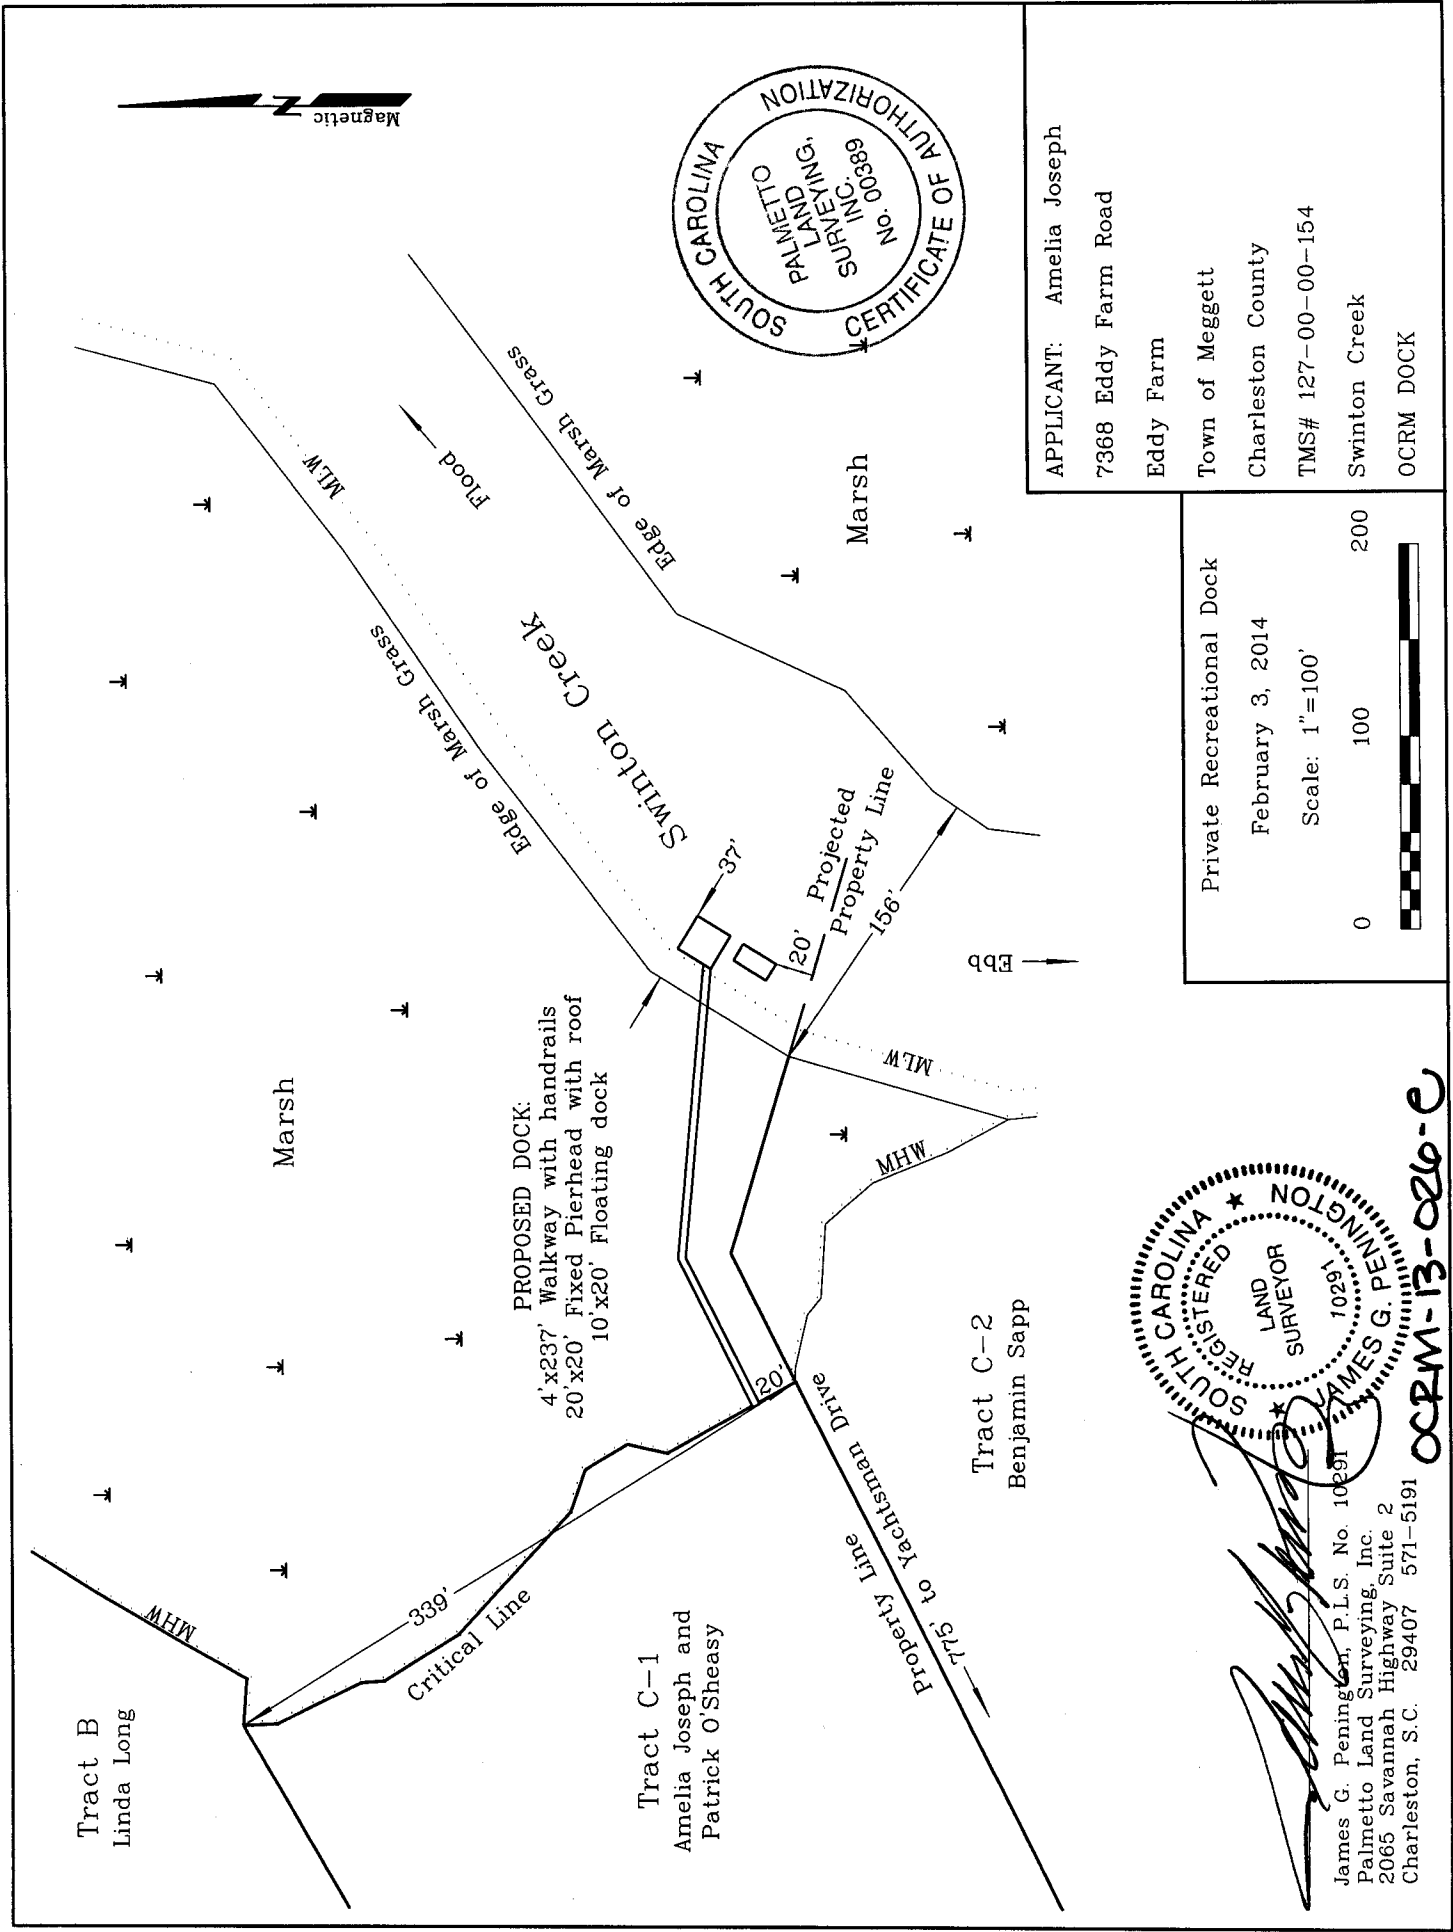 Tract B
Linda Long
MHW
Marsh
339'
Critical Line
Tract C-1
Amelia Joseph and
Patrick O'Sheasy
PROPOSED DOCK:
4'x237' Walkway with handrails
20'x20' Fixed Pierhead with roof
10'x20' Floating dock
20'
Property Line
775' to Yachtsman Drive
Tract C-2
Benjamin Sapp
MHW
MLW
Edge of Marsh Grass
MLW
Swinton Creek
Flood
Edge of Marsh Grass
Marsh
37'
20'
Projected
Property Line
156'
Ebb
Magnetic
N
SOUTH CAROLINA
CERTIFICATE OF AUTHORIZATION
PALMETTO
LAND
SURVEYING,
INC.
No. 00389
James G. Penington, P.L.S. No. 10291
Palmetto Land Surveying, Inc.
2065 Savannah Highway Suite 2
Charleston, S.C. 29407 571-5191
SOUTH CAROLINA
JAMES G. PENINGTON
REGISTERED
LAND
SURVEYOR
10291
OCRM-13-026-C
Private Recreational Dock
February 3, 2014
Scale: 1"=100'
0 100 200
APPLICANT: Amelia Joseph
7368 Eddy Farm Road
Eddy Farm
Town of Meggett
Charleston County
TMS# 127-00-00-154
Swinton Creek
OCRM DOCK